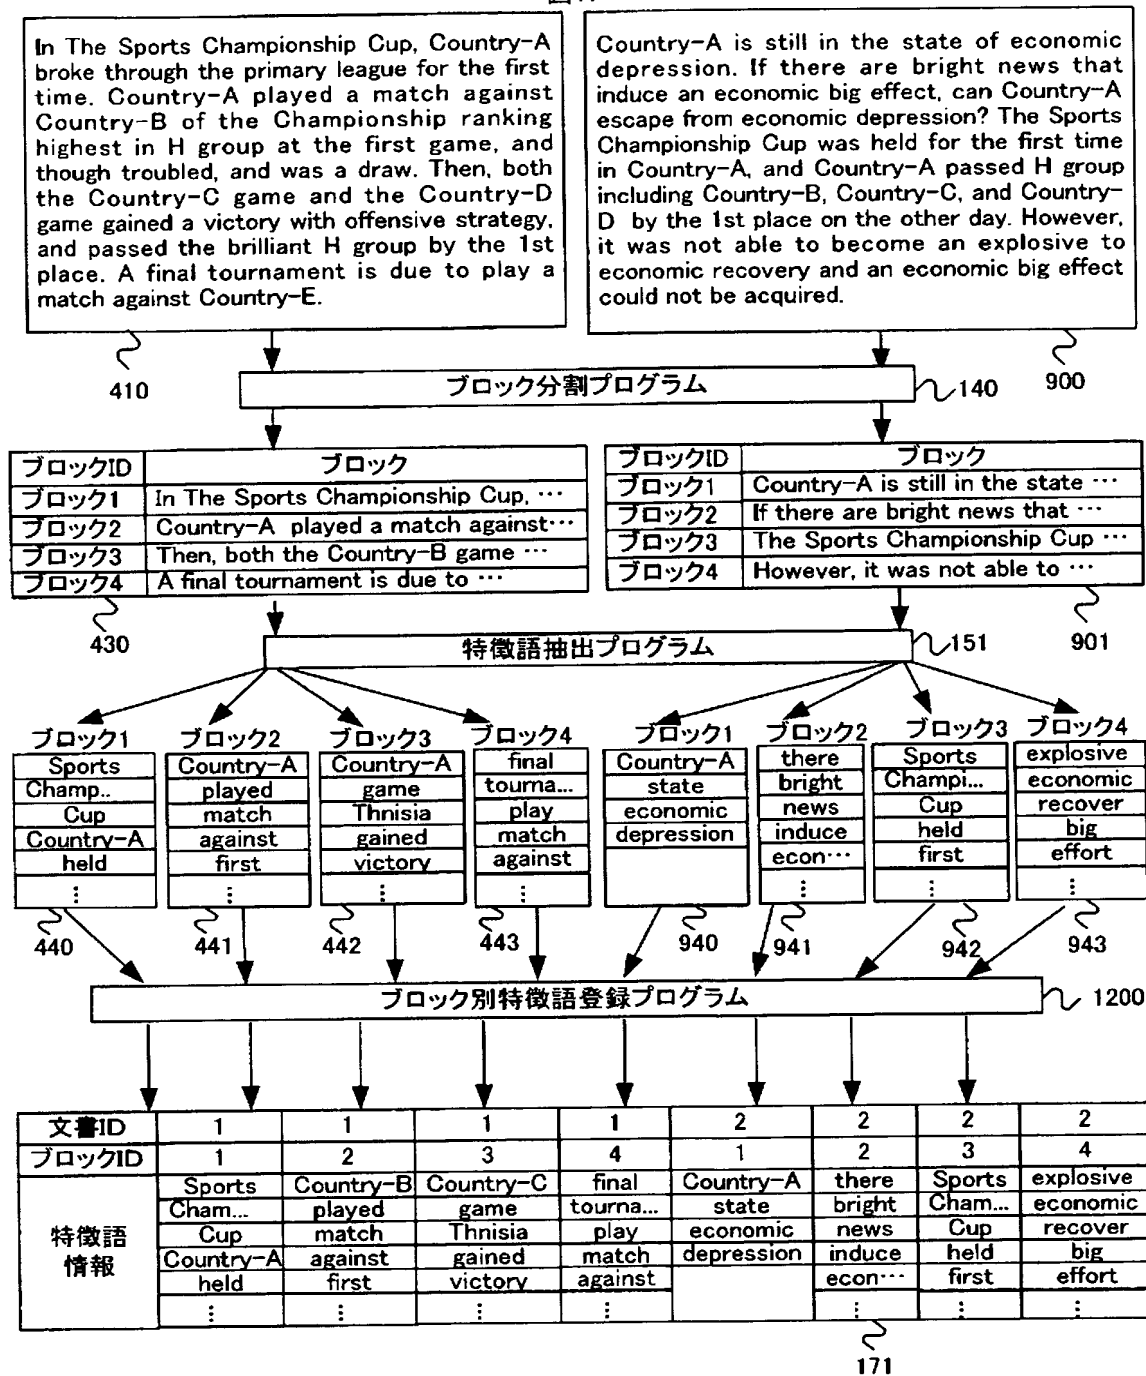 In The Sports Championship Cup, Country-A
broke through the primary league for the first
time. Country-A played a match against
Country-B of the Championship ranking
highest in H group at the first game, and
though troubled, and was a draw. Then, both
the Country-C game and the Country-D
game gained a victory with offensive strategy,
and passed the brilliant H group by the 1st
place. A final tournament is due to play a
match against Country-E.
410
Country-A is still in the state of economic
depression. If there are bright news that
induce an economic big effect, can Country-A
escape from economic depression? The Sports
Championship Cup was held for the first time
in Country-A, and Country-A passed H group
including Country-B, Country-C, and Country-
D by the 1st place on the other day. However,
it was not able to become an explosive to
economic recovery and an economic big effect
could not be acquired.
900
ブロック分割プログラム 140
ブロックID ブロック
ブロック1 In The Sports Championship Cup, …
ブロック2 Country-A played a match against…
ブロック3 Then, both the Country-B game …
ブロック4 A final tournament is due to …
430
ブロックID ブロック
ブロック1 Country-A is still in the state …
ブロック2 If there are bright news that …
ブロック3 The Sports Championship Cup …
ブロック4 However, it was not able to …
901
特徴語抽出プログラム 151
ブロック1
Sports
Champ..
Cup
Country-A
held
⋮
440
ブロック2
Country-A
played
match
against
first
⋮
441
ブロック3
Country-A
game
Thnisia
gained
victory
⋮
442
ブロック4
final
tourna...
play
match
against
⋮
443
ブロック1
Country-A
state
economic
depression
940
ブロック2
there
bright
news
induce
econ…
⋮
941
ブロック3
Sports
Champi...
Cup
held
first
⋮
942
ブロック4
explosive
economic
recover
big
effort
⋮
943
ブロック別特徴語登録プログラム 1200
文書ID 1 1 1 1 2 2 2 2
ブロックID 1 2 3 4 1 2 3 4
特徴語
情報
Sports Country-B Country-C final Country-A there Sports explosive
Cham... played game tourna... state bright Cham... economic
Cup match Thnisia play economic news Cup recover
Country-A against gained match depression induce held big
held first victory against econ… first effort
⋮ ⋮ ⋮ ⋮ ⋮ ⋮ ⋮
171